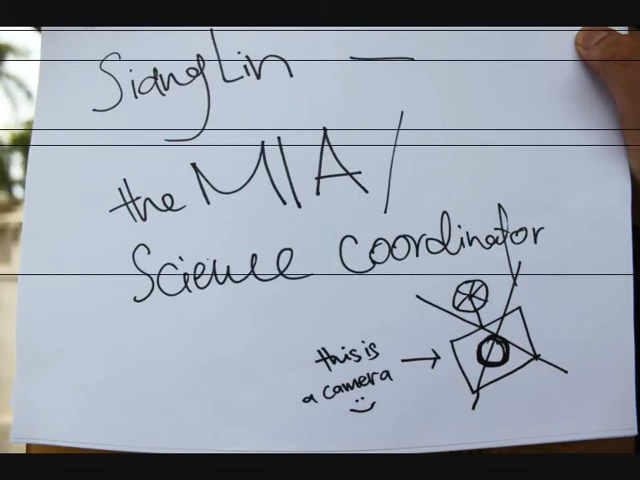 SiangLin —
the MIA/
Science coordinator
this is
a camera